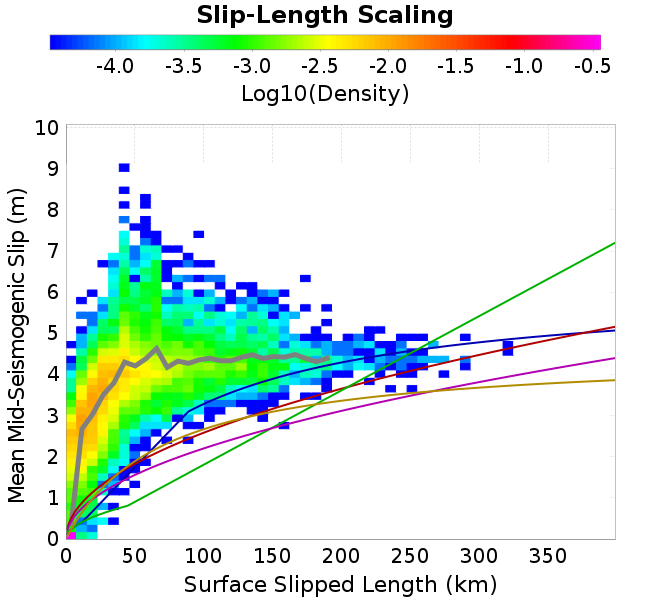 Slip-Length Scaling
-4.0 -3.5 -3.0 -2.5 -2.0 -1.5 -1.0 -0.5
Log10(Density)
10
9
8
7
6
5
4
3
2
1
0
Mean Mid-Seismogenic Slip (m)
0 50 100 150 200 250 300 350
Surface Slipped Length (km)